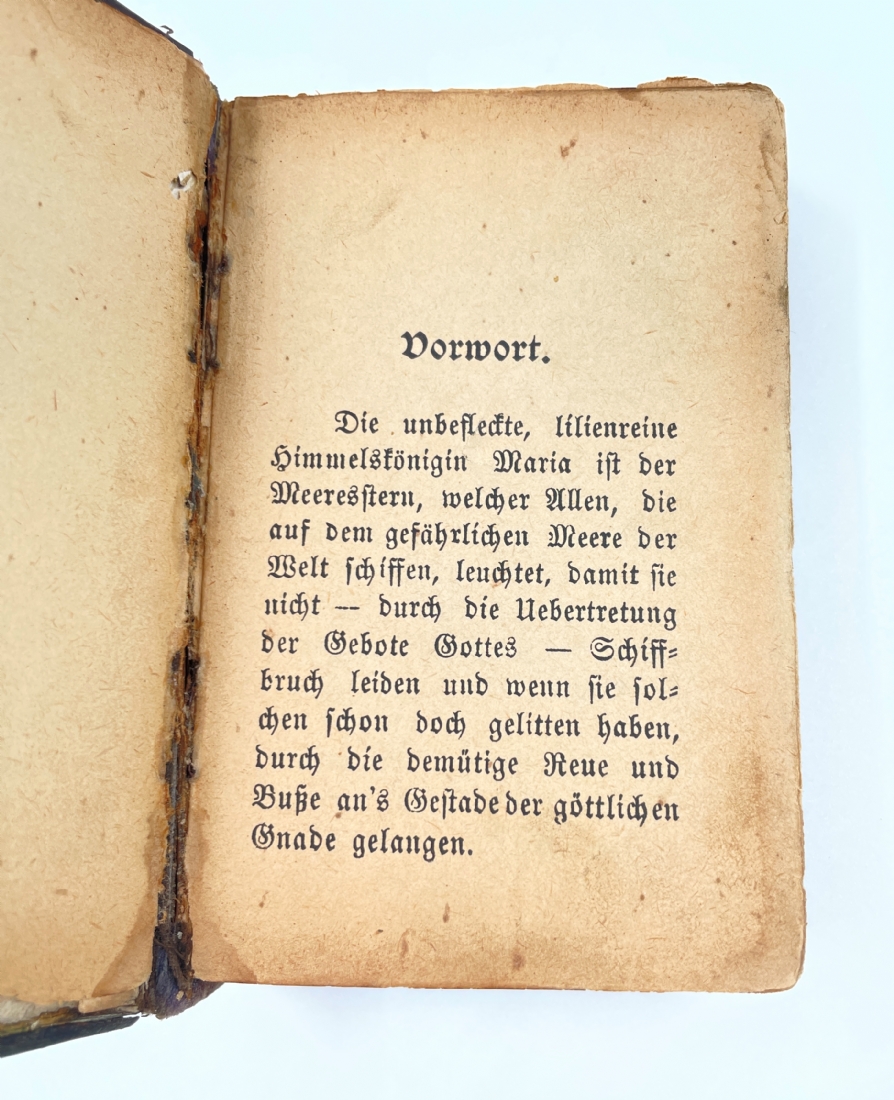 Vorwort.
Die unbefleckte, lilienreine
Himmelskönigin Maria ist der
Meeresstern, welcher Allen, die
auf dem gefährlichen Meere der
Welt schiffen, leuchtet, damit sie
nicht — durch die Uebertretung
der Gebote Gottes — Schiff-
bruch leiden und wenn sie sol-
chen schon doch gelitten haben,
durch die demütige Reue und
Buße an's Gestade der göttlichen
Gnade gelangen.